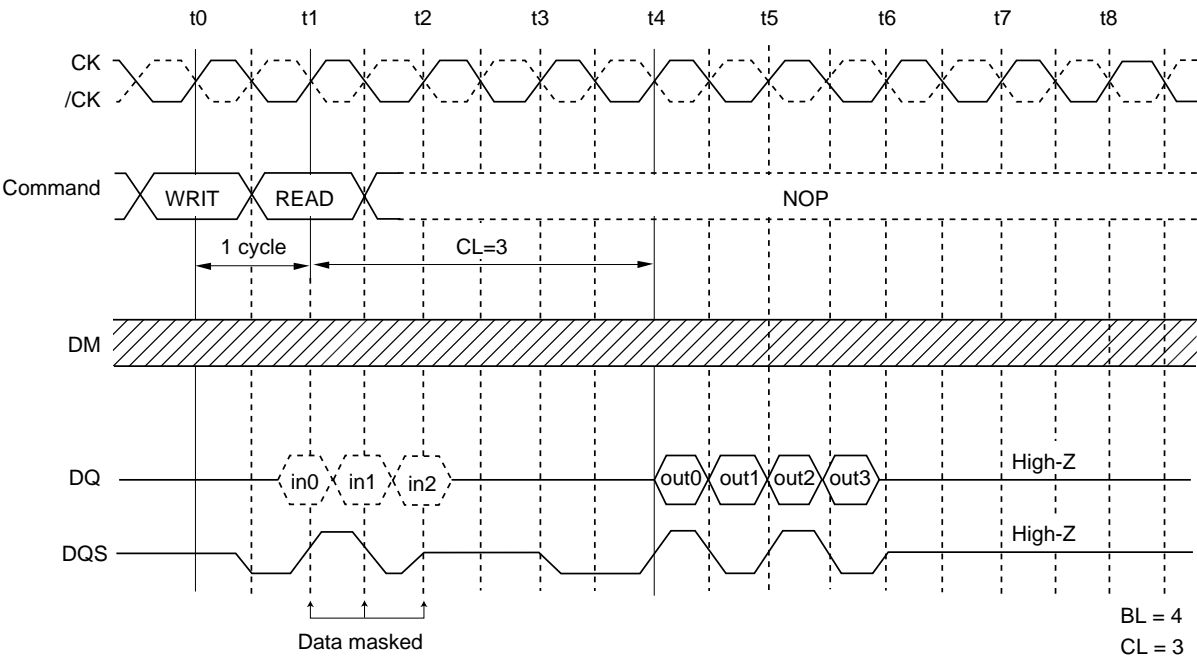 t0 t1 t2 t3 t4 t5 t6 t7 t8
CK
/CK
Command WRIT READ NOP
1 cycle CL=3
DM
DQ in0 in1 in2 out0 out1 out2 out3 High-Z
DQS High-Z
Data masked
BL = 4
CL = 3